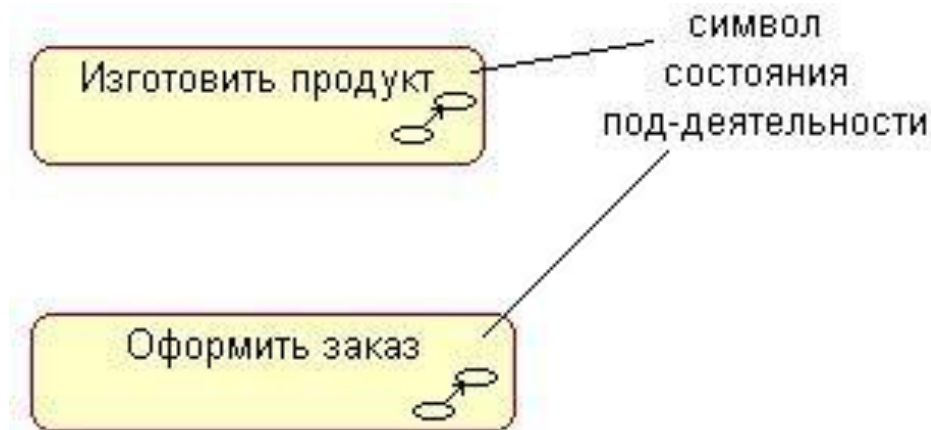 символ
Изготовить продукт
состояния
под-деятельности
Оформить заказ